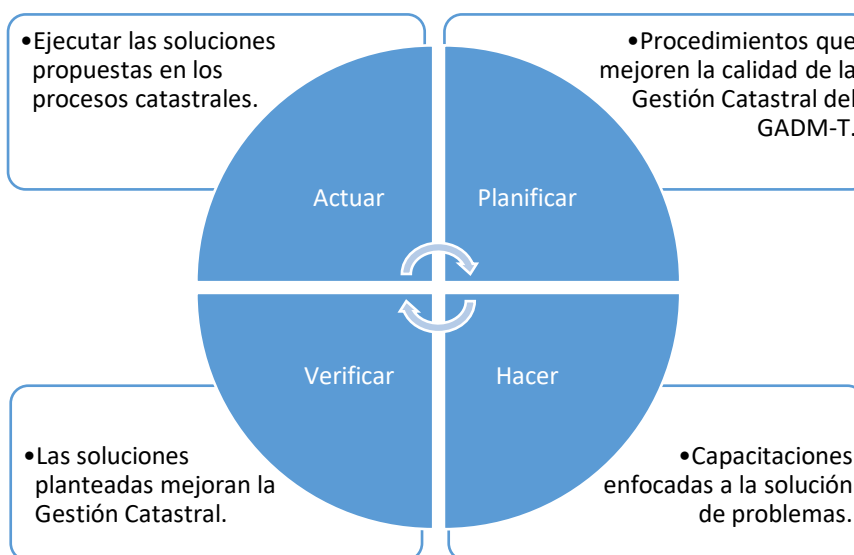 •Ejecutar las soluciones
propuestas en los
procesos catastrales.
•Procedimientos que
mejoren la calidad de la
Gestión Catastral del
GADM-T.
Actuar
Planificar
Verificar
Hacer
•Las soluciones
planteadas mejoran la
Gestión Catastral.
•Capacitaciones
enfocadas a la solución
de problemas.